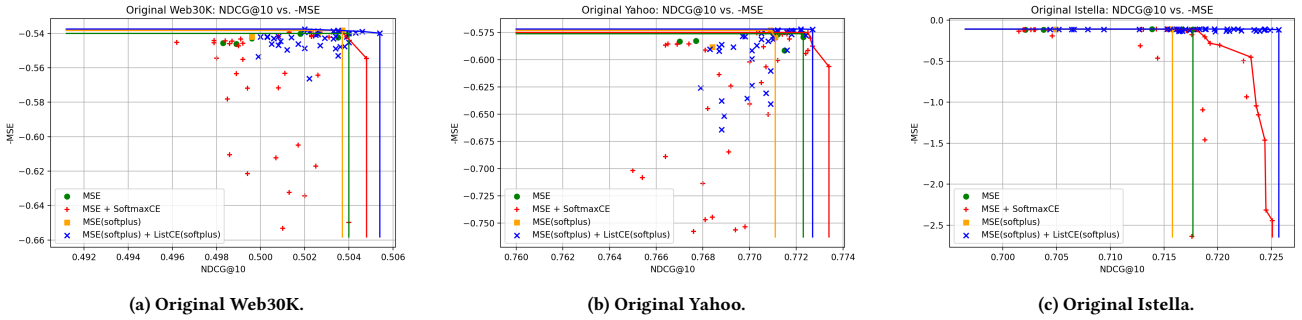 Original Web30K: NDCG@10 vs. -MSE
-MSE
−0.54
−0.56
−0.58
−0.60
−0.62
−0.64
−0.66
MSE
MSE + SoftmaxCE
MSE(softplus)
MSE(softplus) + ListCE(softplus)
0.492
0.494
0.496
0.498
0.500
0.502
0.504
0.506
NDCG@10
(a) Original Web30K.
Original Yahoo: NDCG@10 vs. -MSE
-MSE
−0.575
−0.600
−0.625
−0.650
−0.675
−0.700
−0.725
−0.750
MSE
MSE + SoftmaxCE
MSE(softplus)
MSE(softplus) + ListCE(softplus)
0.760
0.762
0.764
0.766
0.768
0.770
0.772
0.774
NDCG@10
(b) Original Yahoo.
Original Istella: NDCG@10 vs. -MSE
-MSE
0.0
−0.5
−1.0
−1.5
−2.0
−2.5
MSE
MSE + SoftmaxCE
MSE(softplus)
MSE(softplus) + ListCE(softplus)
0.700
0.705
0.710
0.715
0.720
0.725
NDCG@10
(c) Original Istella.